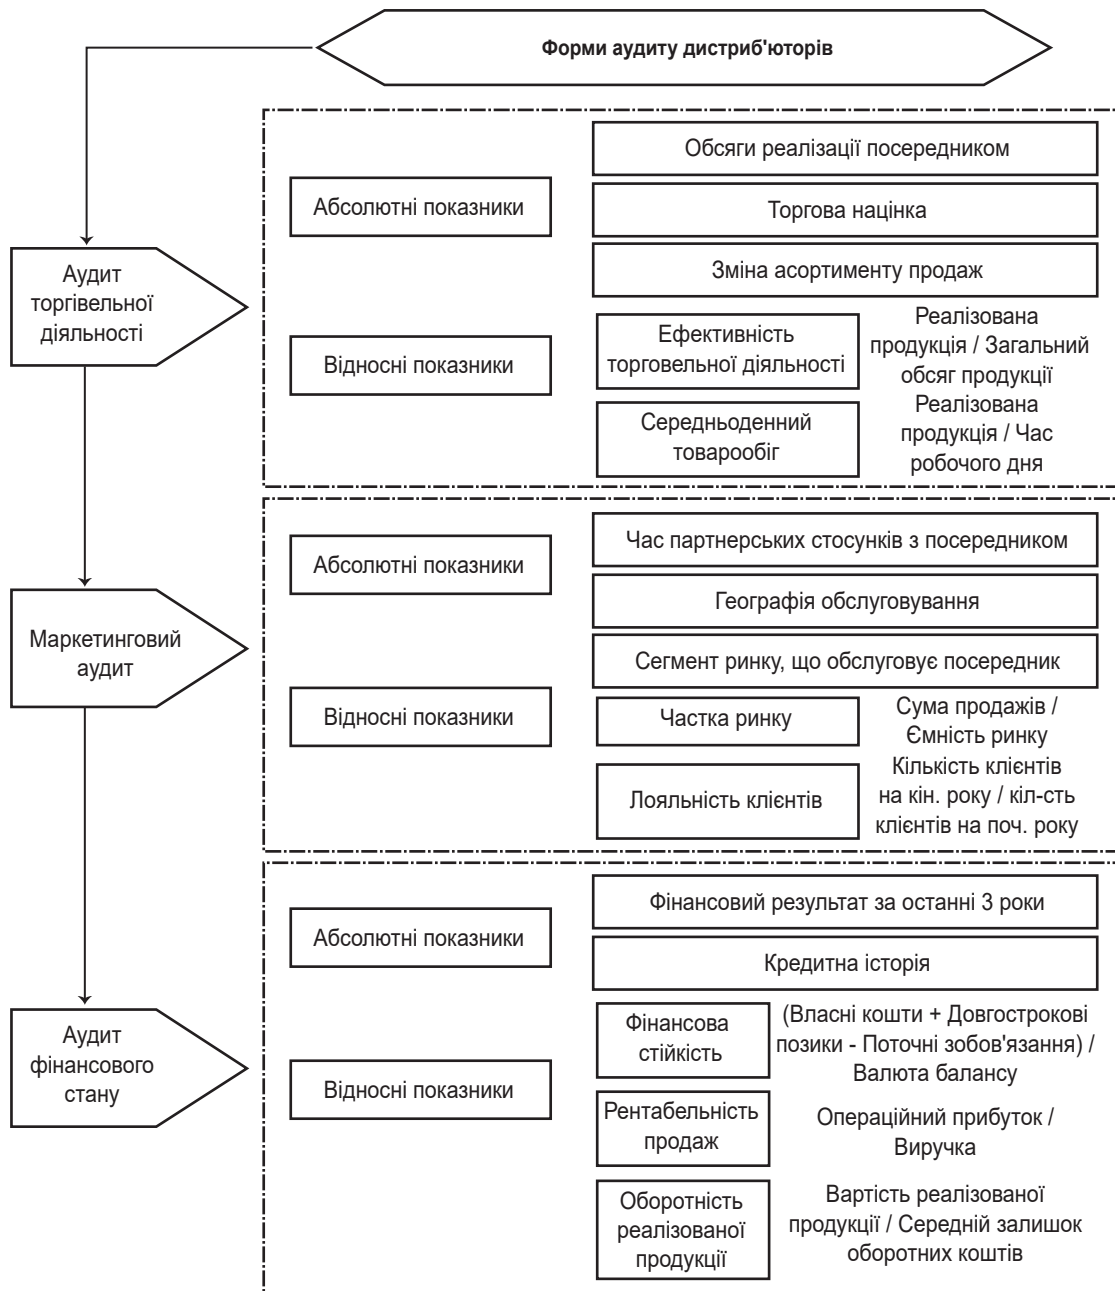 Форми аудиту дистриб'юторів
Аудит
торгівельної
діяльності
Абсолютні показники
Обсяги реалізації посередником
Торгова націнка
Зміна асортименту продаж
Відносні показники
Ефективність
торговельної діяльності
Реалізована
продукція / Загальний
обсяг продукції
Середньоденний
товарообіг
Реалізована
продукція / Час
робочого дня
Маркетинговий
аудит
Абсолютні показники
Час партнерських стосунків з посередником
Географія обслуговування
Сегмент ринку, що обслуговує посередник
Відносні показники
Частка ринку
Сума продажів /
Ємність ринку
Лояльність клієнтів
Кількість клієнтів
на кін. року / кіл-сть
клієнтів на поч. року
Аудит
фінансового
стану
Абсолютні показники
Фінансовий результат за останні 3 роки
Кредитна історія
Відносні показники
Фінансова
стійкість
(Власні кошти + Довгострокові
позики - Поточні зобов'язання) /
Валюта балансу
Рентабельність
продаж
Операційний прибуток /
Виручка
Оборотність
реалізованої
продукції
Вартість реалізованої
продукції / Середній залишок
оборотних коштів